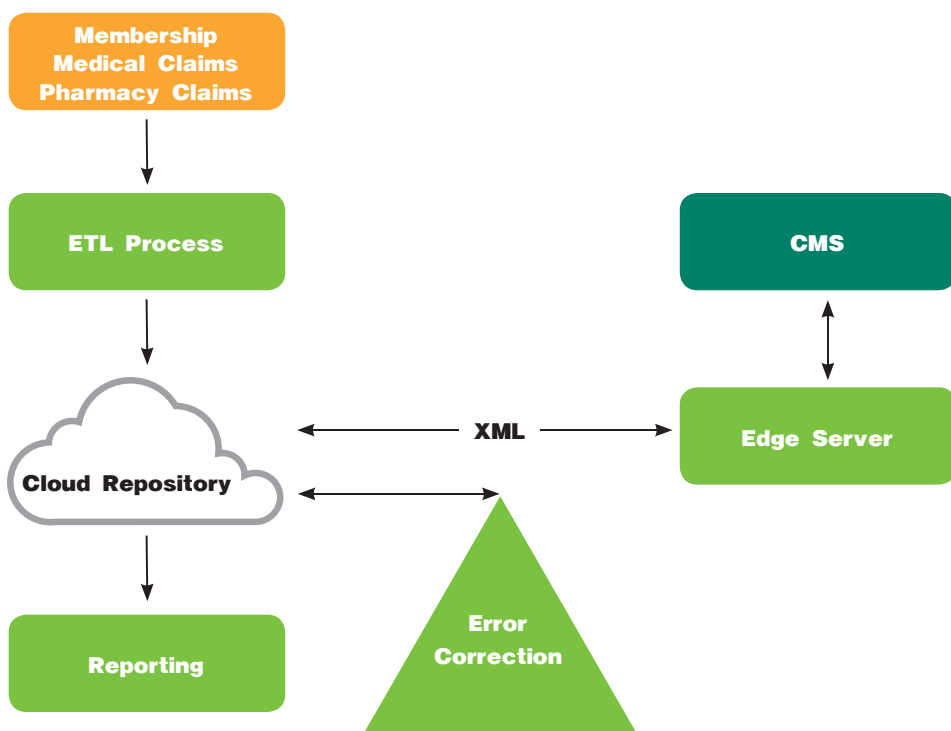 Membership
Medical Claims
Pharmacy Claims
ETL Process
CMS
XML
Edge Server
Cloud Repository
Error
Correction
Reporting